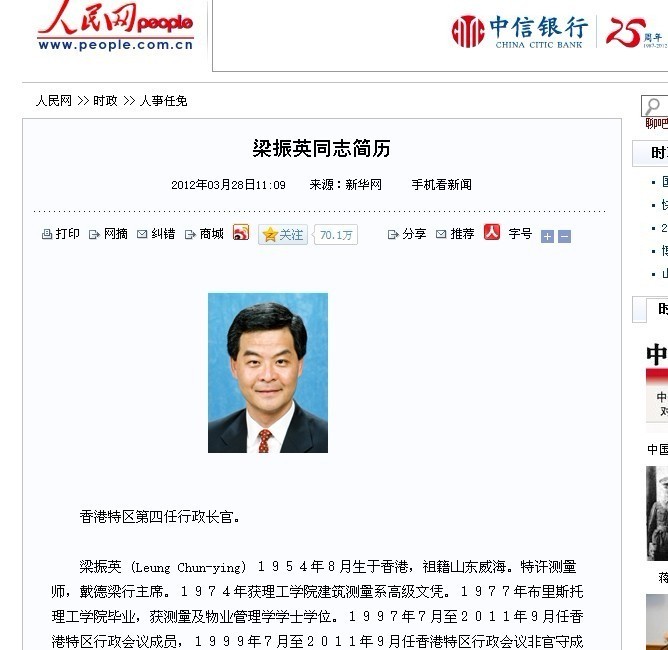 人民网 people
www.people.com.cn
中信银行
CHINA CITIC BANK
25周年
人民网 >> 时政 >> 人事任免
聊吧
梁振英同志简历
2012年03月28日11:09 来源：新华网 手机看新闻
打印 网摘 纠错 商城 关注 70.1万 分享 推荐 人 字号 + −
香港特区第四任行政长官。
梁振英 (Leung Chun-ying) １９５４年８月生于香港，祖籍山东威海。特许测量
师，戴德梁行主席。１９７４年获理工学院建筑测量系高级文凭。１９７７年布里斯托
理工学院毕业，获测量及物业管理学学士学位。１９９７年７月至２０１１年９月任香
港特区行政会议成员，１９９９年７月至２０１１年９月任香港特区行政会议非官守成
时
2
时
中
中
对
中国
蒋